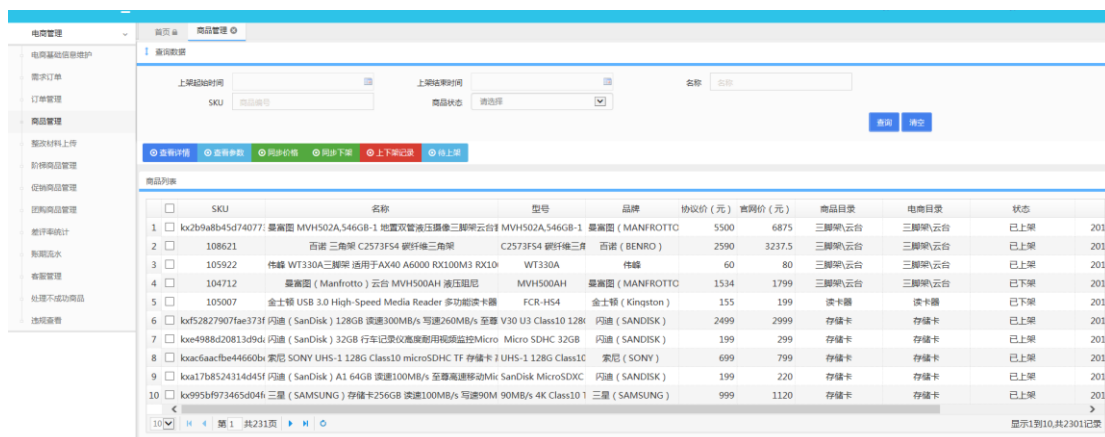 电商管理
首页
商品管理
电商基础信息维护
需求订单
订单管理
商品管理
整改材料上传
阶梯商品管理
促销商品管理
团购商品管理
差评率统计
账期流水
客服管理
处理不成功商品
违规查看
查询数据
上架起始时间
上架结束时间
名称 名称
SKU 商品编号
商品状态 请选择
查询 清空
查看详情 查看参数 同步价格 同步下架 上下架记录 待上架
商品列表
SKU 名称 型号 品牌 协议价(元) 官网价(元) 商品目录 电商目录 状态
1 kx2b9a8b45d74077 曼富图 MVH502A,546GB-1 地置双管液压摄像三脚架云台 MVH502A,546GB-1 曼富图(MANFROTTO 5500 6875 三脚架\云台 三脚架\云台 已上架 201
2 108621 百诺 三角架 C2573FS4 碳纤维三角架 C2573FS4 碳纤维三角 百诺(BENRO) 2590 3237.5 三脚架\云台 三脚架\云台 已上架 201
3 105922 伟峰 WT330A三脚架 适用于AX40 A6000 RX100M3 RX10 WT330A 伟峰 60 80 三脚架\云台 三脚架\云台 已上架 201
4 104712 曼富图(Manfrotto)云台 MVH500AH 液压阻尼 MVH500AH 曼富图(MANFROTTO 1534 1799 三脚架\云台 三脚架\云台 已下架 201
5 105007 金士顿 USB 3.0 High-Speed Media Reader 多功能读卡器 FCR-HS4 金士顿(Kingston) 155 199 读卡器 读卡器 已下架 201
6 kxf52827907fae373f 闪迪(SanDisk)128GB 读速300MB/s 写速260MB/s 至尊 V30 U3 Class10 128 闪迪(SANDISK) 2499 2999 存储卡 存储卡 已上架 201
7 kxe4988d20813d9d 闪迪(SanDisk)32GB 行车记录仪高度耐用视频监控Micro Micro SDHC 32GB 闪迪(SANDISK) 199 299 存储卡 存储卡 已上架 201
8 kxac6aacfbe44660b 索尼 SONY UHS-1 128G Class10 microSDHC TF 存储卡 UHS-1 128G Class10 索尼(SONY) 699 799 存储卡 存储卡 已上架 201
9 kxa17b8524314d45f 闪迪(SanDisk)A1 64GB 读速100MB/s 至尊高速移动Mic SanDisk MicroSDXC 闪迪(SANDISK) 199 220 存储卡 存储卡 已上架 201
10 kx995bf973465d04f 三星(SAMSUNG)存储卡256GB 读速100MB/s 写速90M 90MB/s 4K Class10 三星(SAMSUNG) 999 1120 存储卡 存储卡 已上架 201
10 第 1 共231页
显示1到10,共2301记录